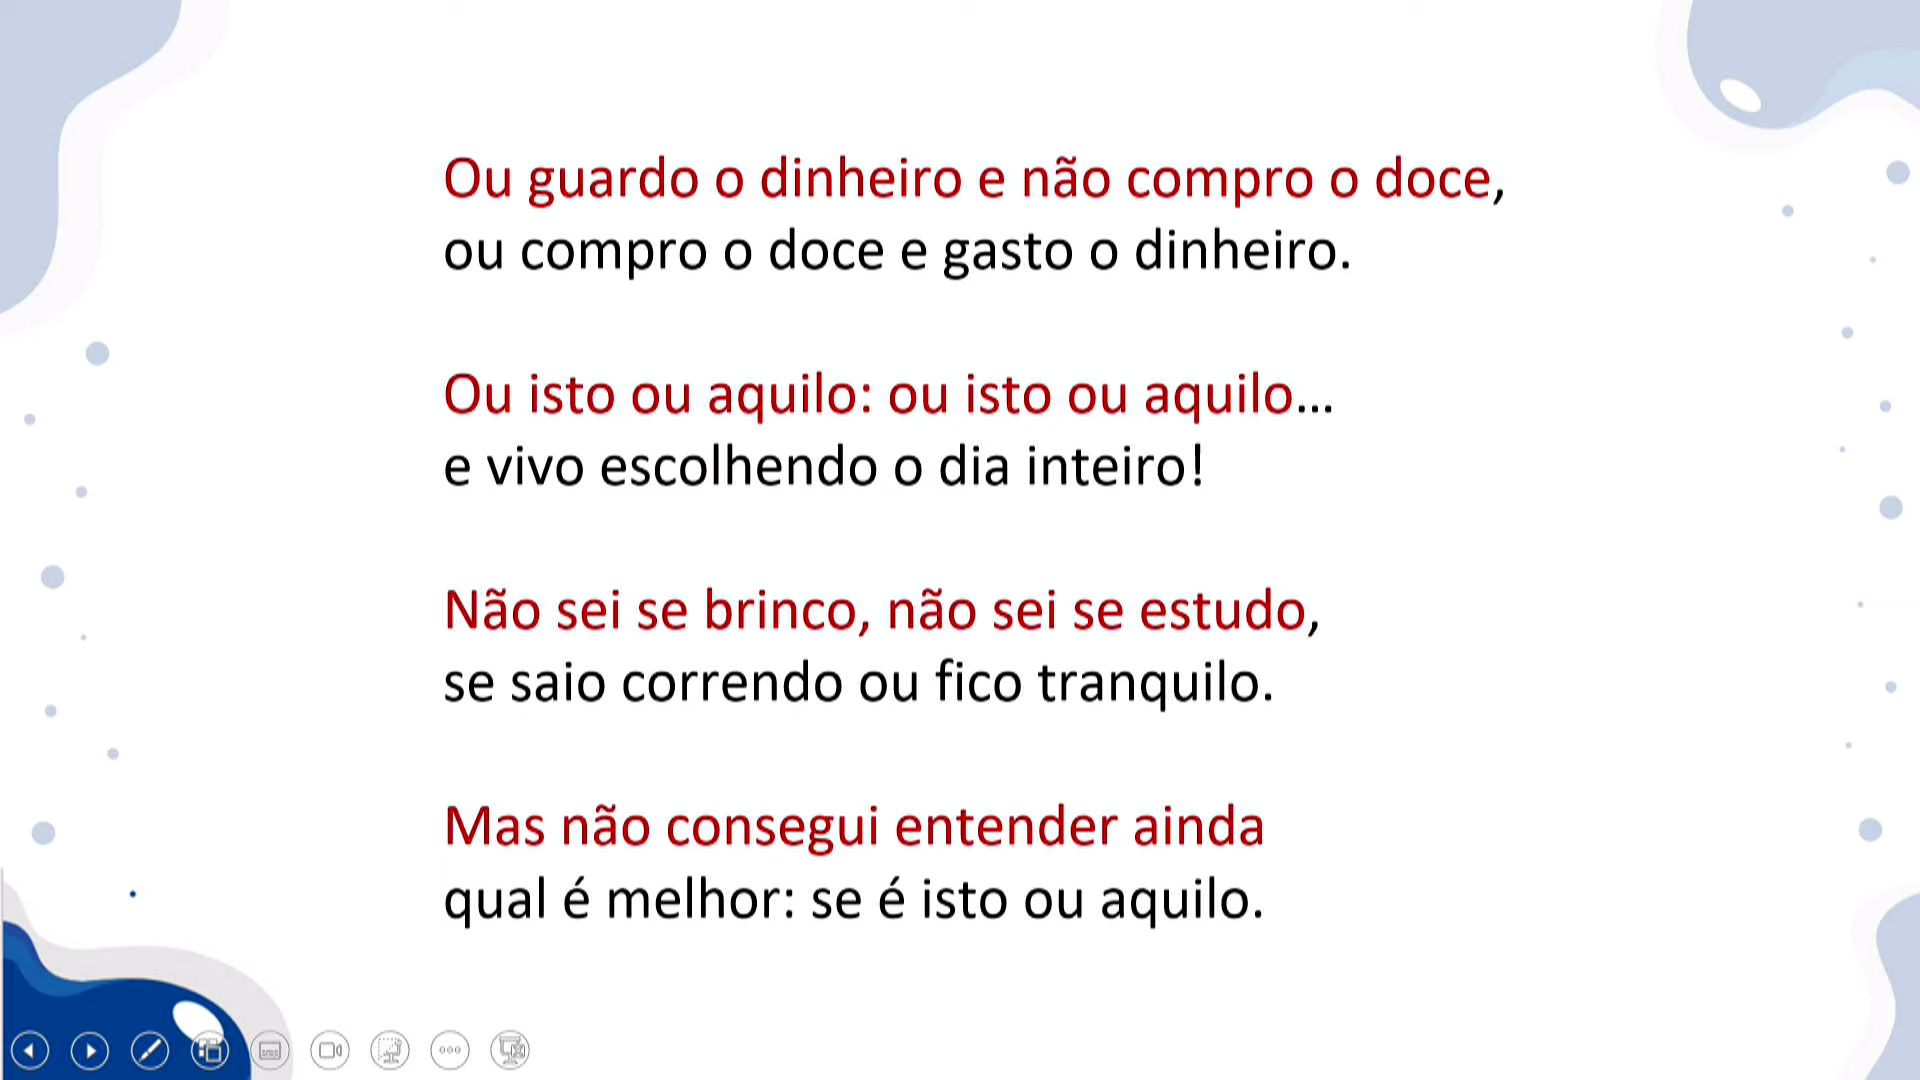 Ou guardo o dinheiro e não compro o doce,
ou compro o doce e gasto o dinheiro.
Ou isto ou aquilo: ou isto ou aquilo...
e vivo escolhendo o dia inteiro!
Não sei se brinco, não sei se estudo,
se saio correndo ou fico tranquilo.
Mas não consegui entender ainda
qual é melhor: se é isto ou aquilo.